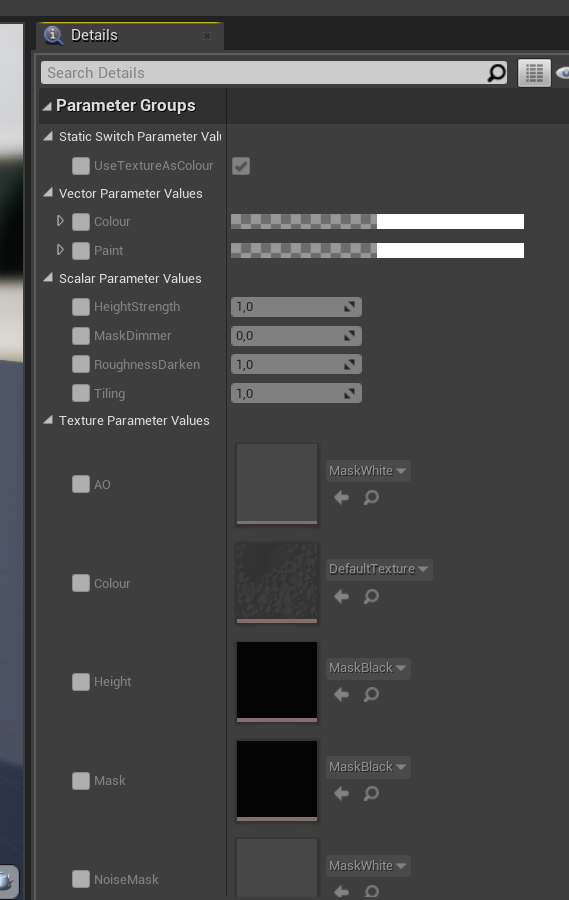 Details
Search Details
Parameter Groups
Static Switch Parameter Valu
UseTextureAsColour
Vector Parameter Values
Colour
Paint
Scalar Parameter Values
HeightStrength 1,0
MaskDimmer 0,0
RoughnessDarken 1,0
Tiling 1,0
Texture Parameter Values
AO MaskWhite
Colour DefaultTexture
Height MaskBlack
Mask MaskBlack
NoiseMask MaskWhite